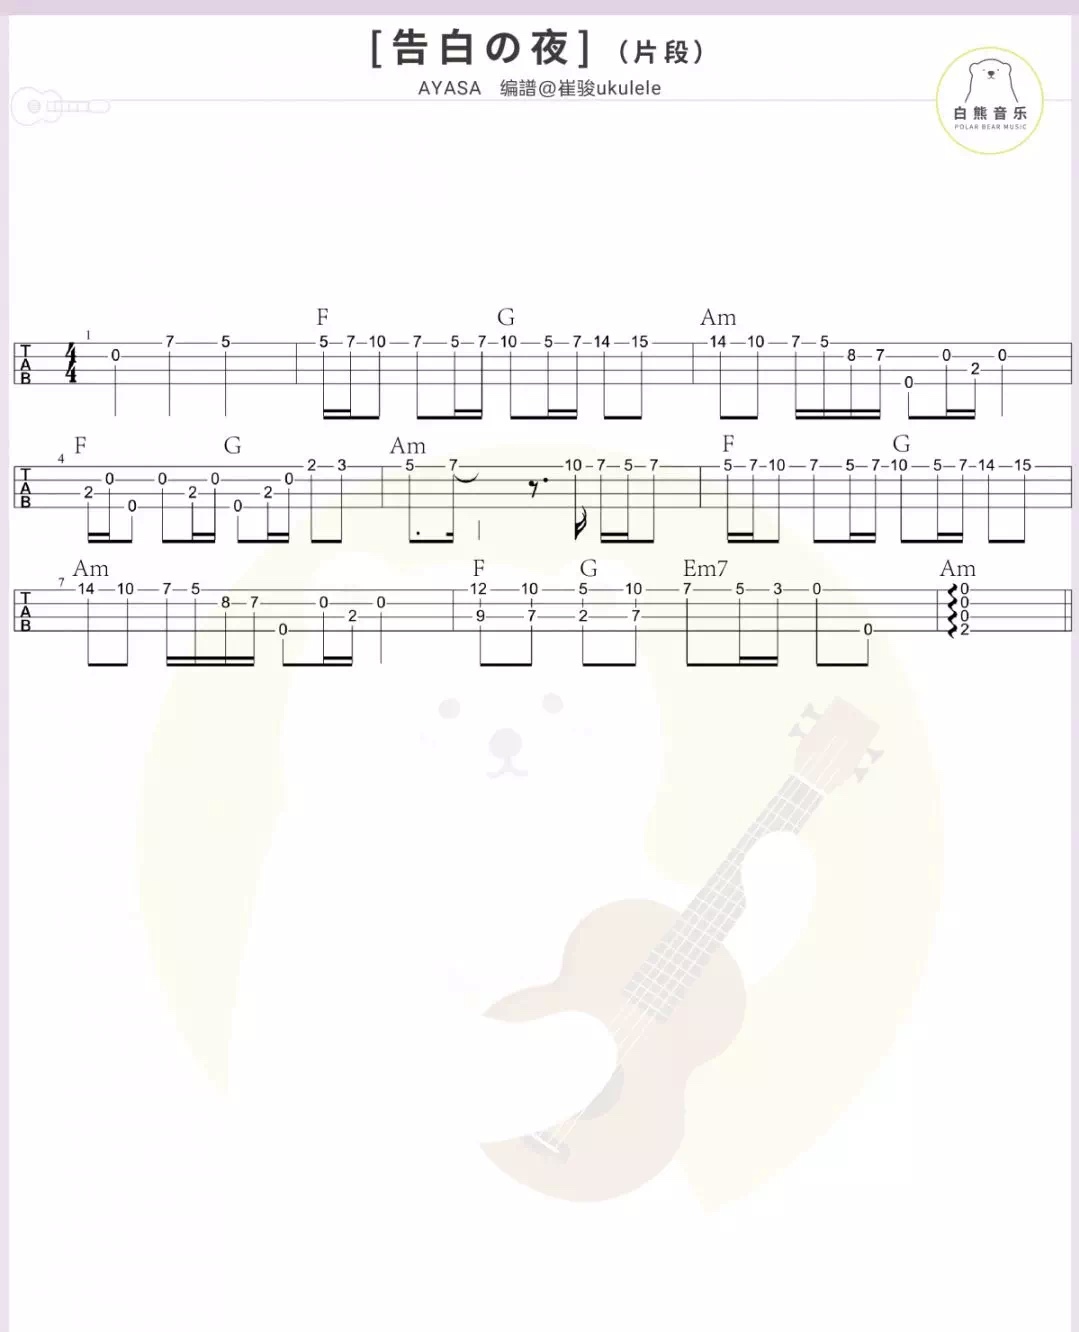 [告白の夜]（片段）
AYASA 编譜@崔骏ukulele
白熊音乐
POLAR BEAR MUSIC
F G Am
1
T A B 4 4 0 7 5 5 7 10 7 5 7 10 5 7 14 15 14 10 7 5 8 7 0 0 2 0
F G Am F G
4
T A B 2 0 0 0 2 0 0 2 0 2 3 5 7 10 7 5 7 5 7 10 7 5 7 10 5 7 14 15
Am F G Em7 Am
7
T A B 14 10 7 5 8 7 0 0 2 0 12 9 10 7 5 2 10 7 7 5 3 0 0 0 0 0 2